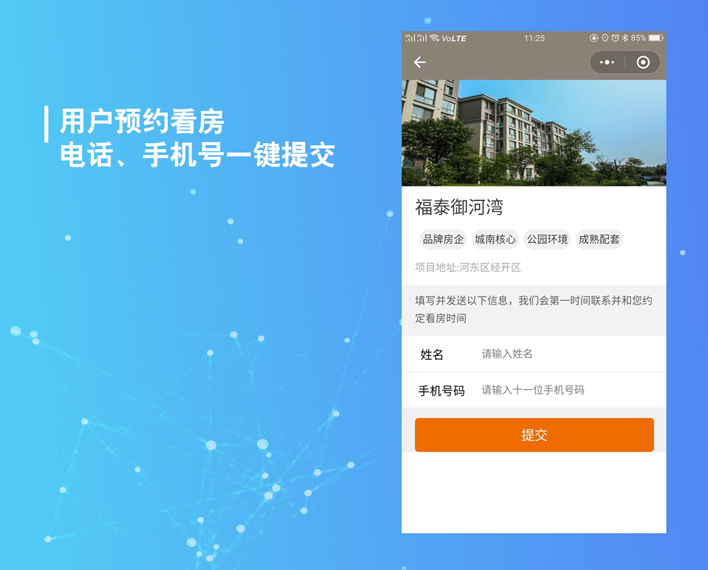 用户预约看房
电话、手机号一键提交
VoLTE 11:25 85%
福泰御河湾
品牌房企 城南核心 公园环境 成熟配套
项目地址:河东区经开区
填写并发送以下信息，我们会第一时间联系并和您约
定看房时间
姓名 请输入姓名
手机号码 请输入十一位手机号码
提交